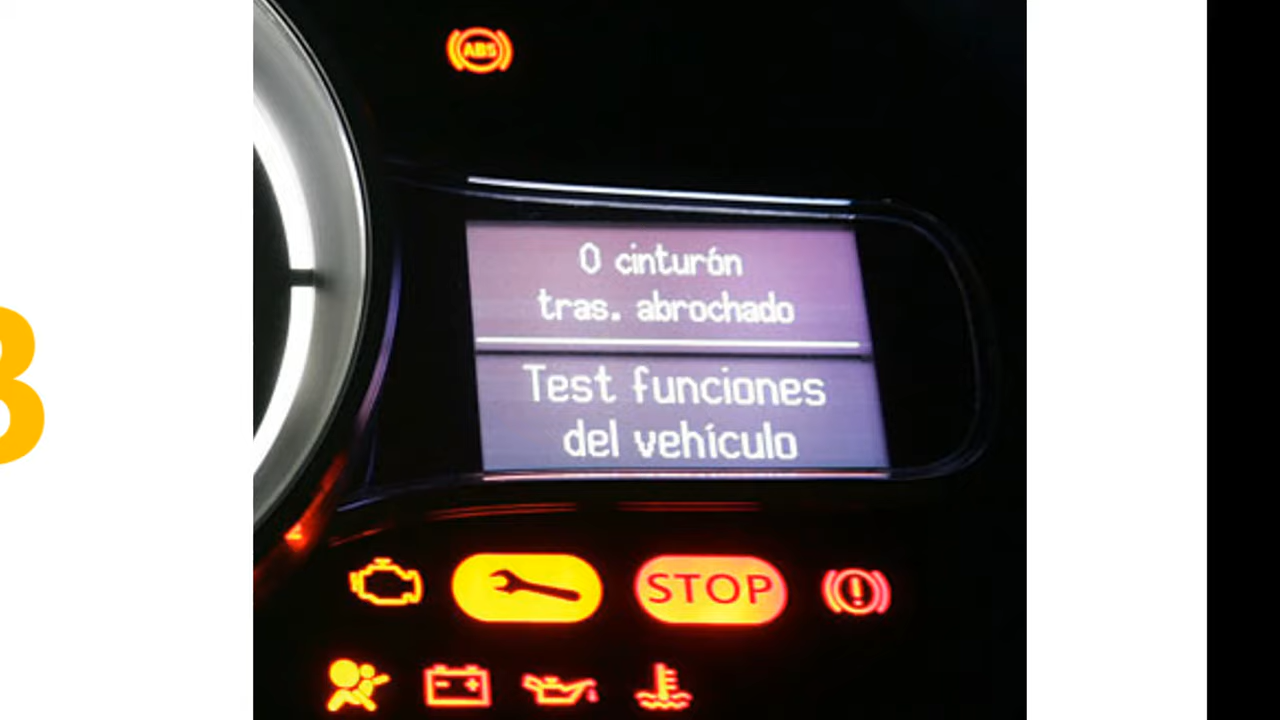 ABS
0 cinturón
tras. abrochado
Test funciones
del vehículo
STOP